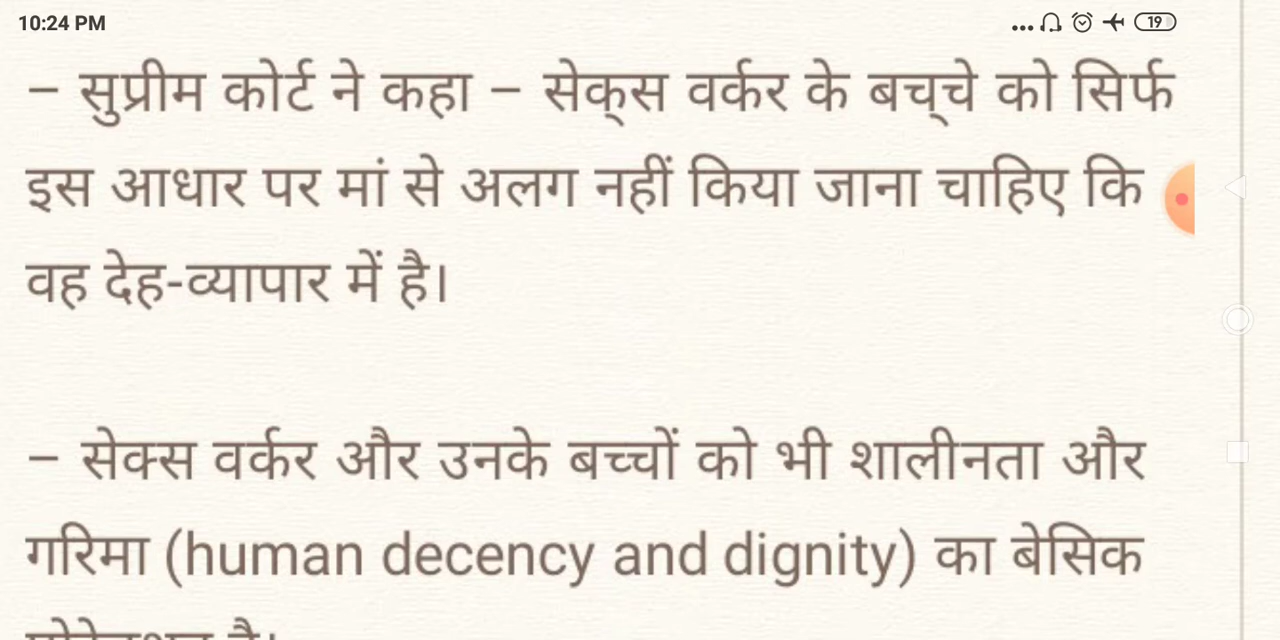 10:24 PM
... 19
– सुप्रीम कोर्ट ने कहा – सेक्‌स वर्कर के बच्‌चे को सिर्फ
इस आधार पर मां से अलग नहीं किया जाना चाहिए कि
वह देह-व्यापार में है।
– सेक्स वर्कर और उनके बच्चों को भी शालीनता और
गरिमा (human decency and dignity) का बेसिक
है।